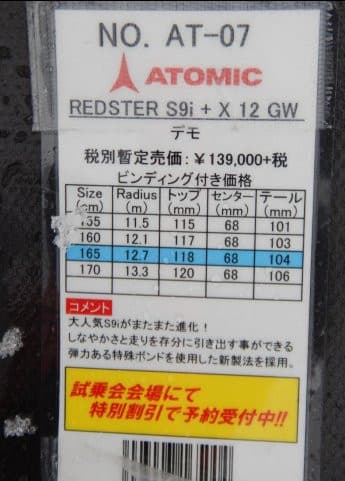 NO. AT-07
ATOMIC
REDSTER S9i + X 12 GW
デモ
税別暫定売価：￥139,000+税
ビンディング付き価格
Size (cm) Radius (m) トップ (mm) センター (mm) テール (mm)
155 11.5 115 68 101
160 12.1 117 68 103
165 12.7 118 68 104
170 13.3 120 68 106
コメント
大人気S9iがまたまた進化！
しなやかさと走りを存分に引き出す事ができる
弾力ある特殊ボンドを使用した新製法を採用。
試乗会会場にて
特別割引で予約受付中!!